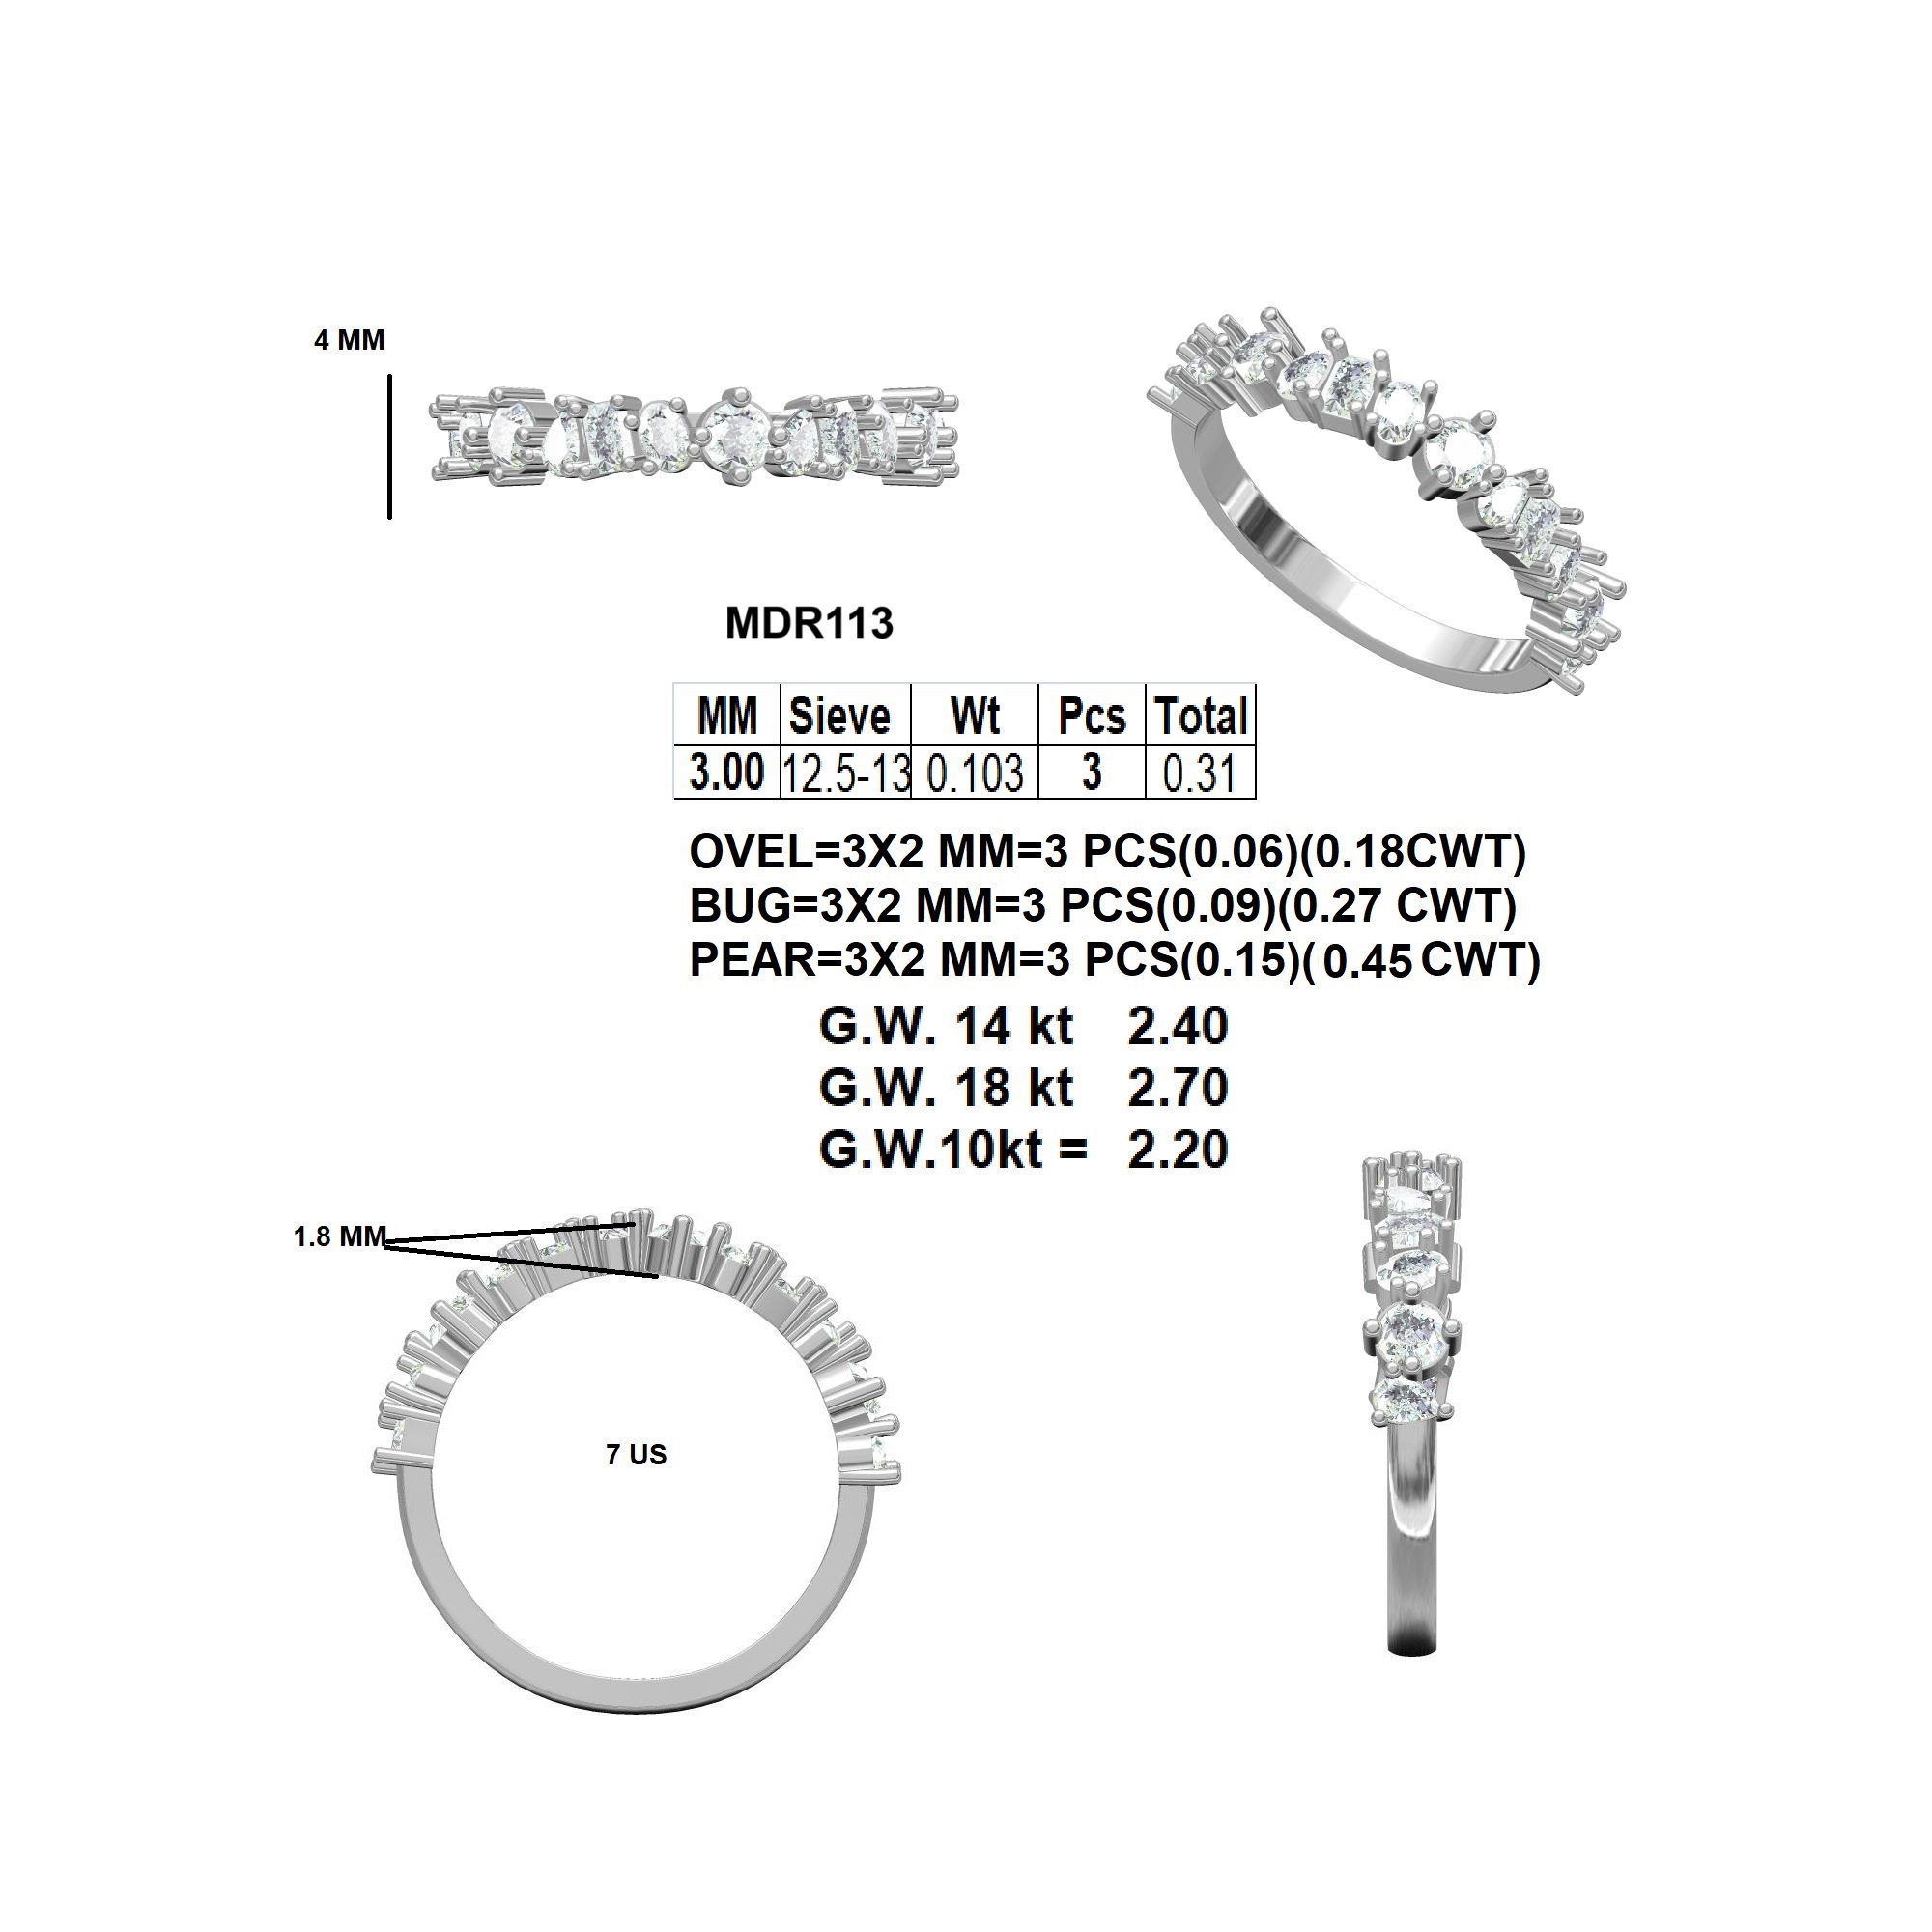 4 MM
MDR113
MM Sieve Wt Pcs Total
3.00 12.5-13 0.103 3 0.31
OVEL=3X2 MM=3 PCS(0.06)(0.18CWT)
BUG=3X2 MM=3 PCS(0.09)(0.27 CWT)
PEAR=3X2 MM=3 PCS(0.15)(0.45 CWT)
G.W. 14 kt 2.40
G.W. 18 kt 2.70
G.W.10kt = 2.20
1.8 MM
7 US